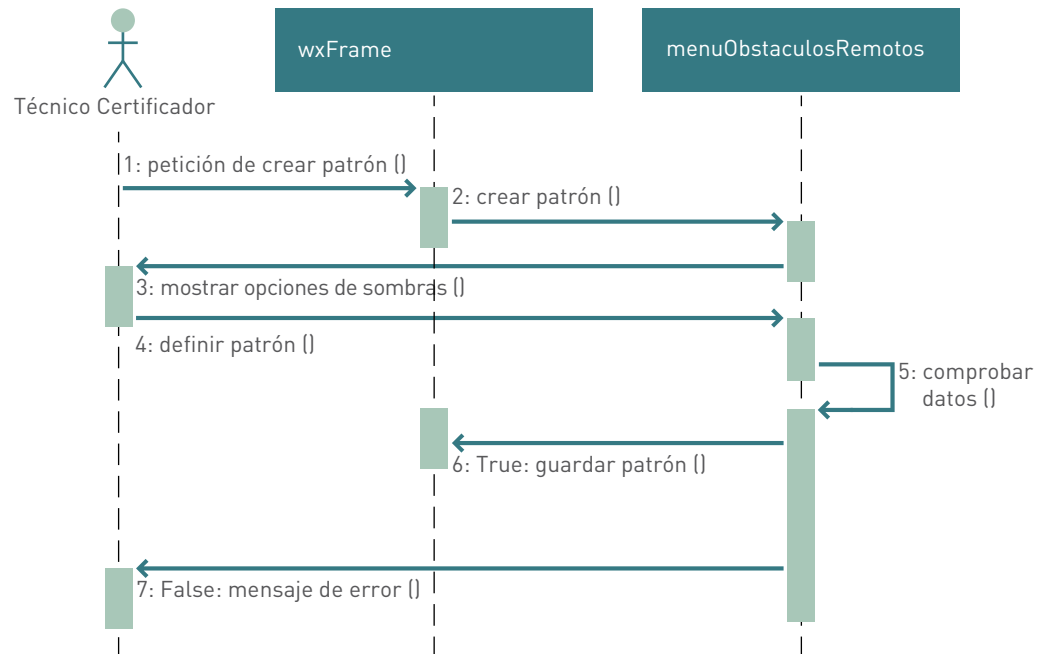 wxFrame
menuObstaculosRemotos
Técnico Certificador
1: petición de crear patrón ()
2: crear patrón ()
3: mostrar opciones de sombras ()
4: definir patrón ()
5: comprobar
datos ()
6: True: guardar patrón ()
7: False: mensaje de error ()